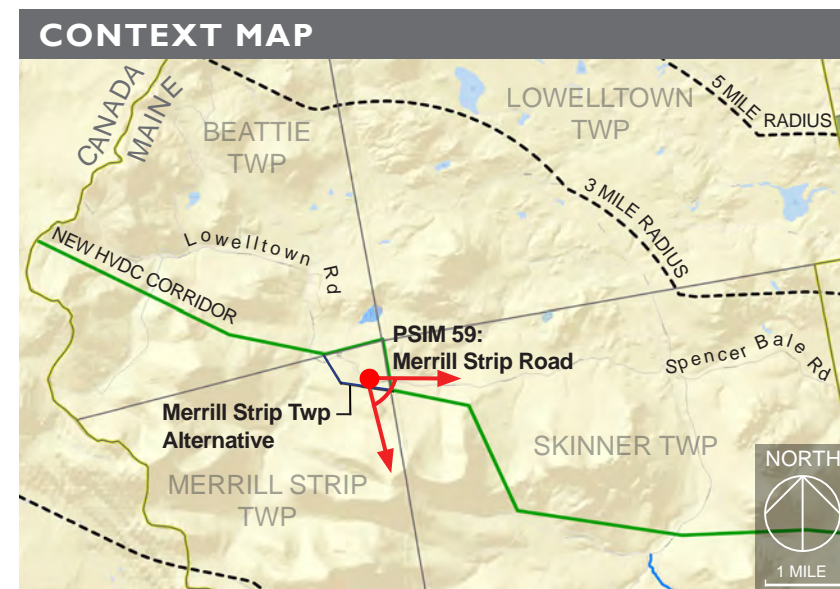 CONTEXT MAP
CANADA
MAINE
BEATTIE
TWP
LOWELLTOWN
TWP
5 MILE RADIUS
3 MILE RADIUS
Lowelltown Rd
NEW HVDC CORRIDOR
PSIM 59:
Merrill Strip Road
Spencer Bale Rd
Merrill Strip Twp
Alternative
SKINNER TWP
MERRILL STRIP
TWP
NORTH
1 MILE